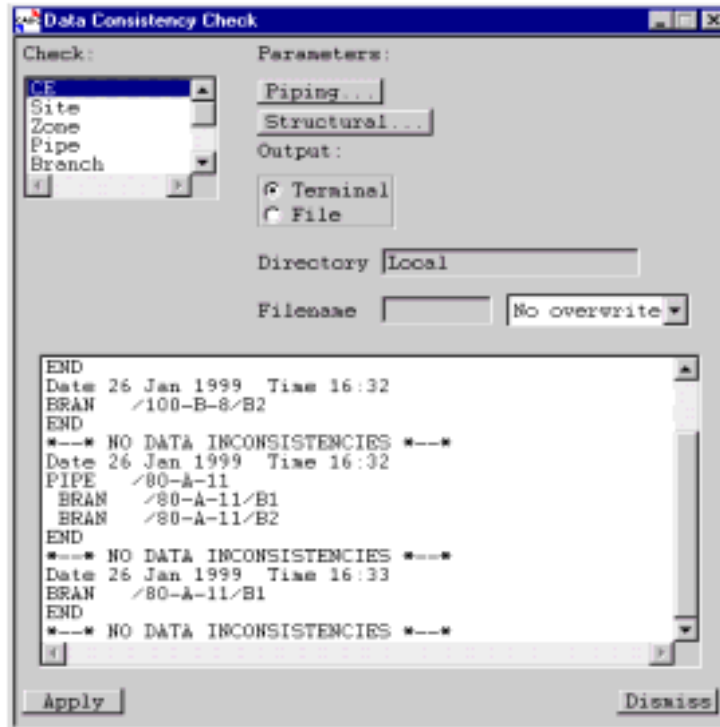 Data Consistency Check
Check:
Parameters:
CE
Site
Zone
Pipe
Branch
Piping...
Structural...
Output:
Terminal
File
Directory Local
Filename
No overwrite
END
Date 26 Jan 1999 Time 16:32
BRAN /100-B-8/B2
END
*--* NO DATA INCONSISTENCIES *--*
Date 26 Jan 1999 Time 16:32
PIPE /80-A-11
BRAN /80-A-11/B1
BRAN /80-A-11/B2
END
*--* NO DATA INCONSISTENCIES *--*
Date 26 Jan 1999 Time 16:33
BRAN /80-A-11/B1
END
*--* NO DATA INCONSISTENCIES *--*
Apply
Dismiss